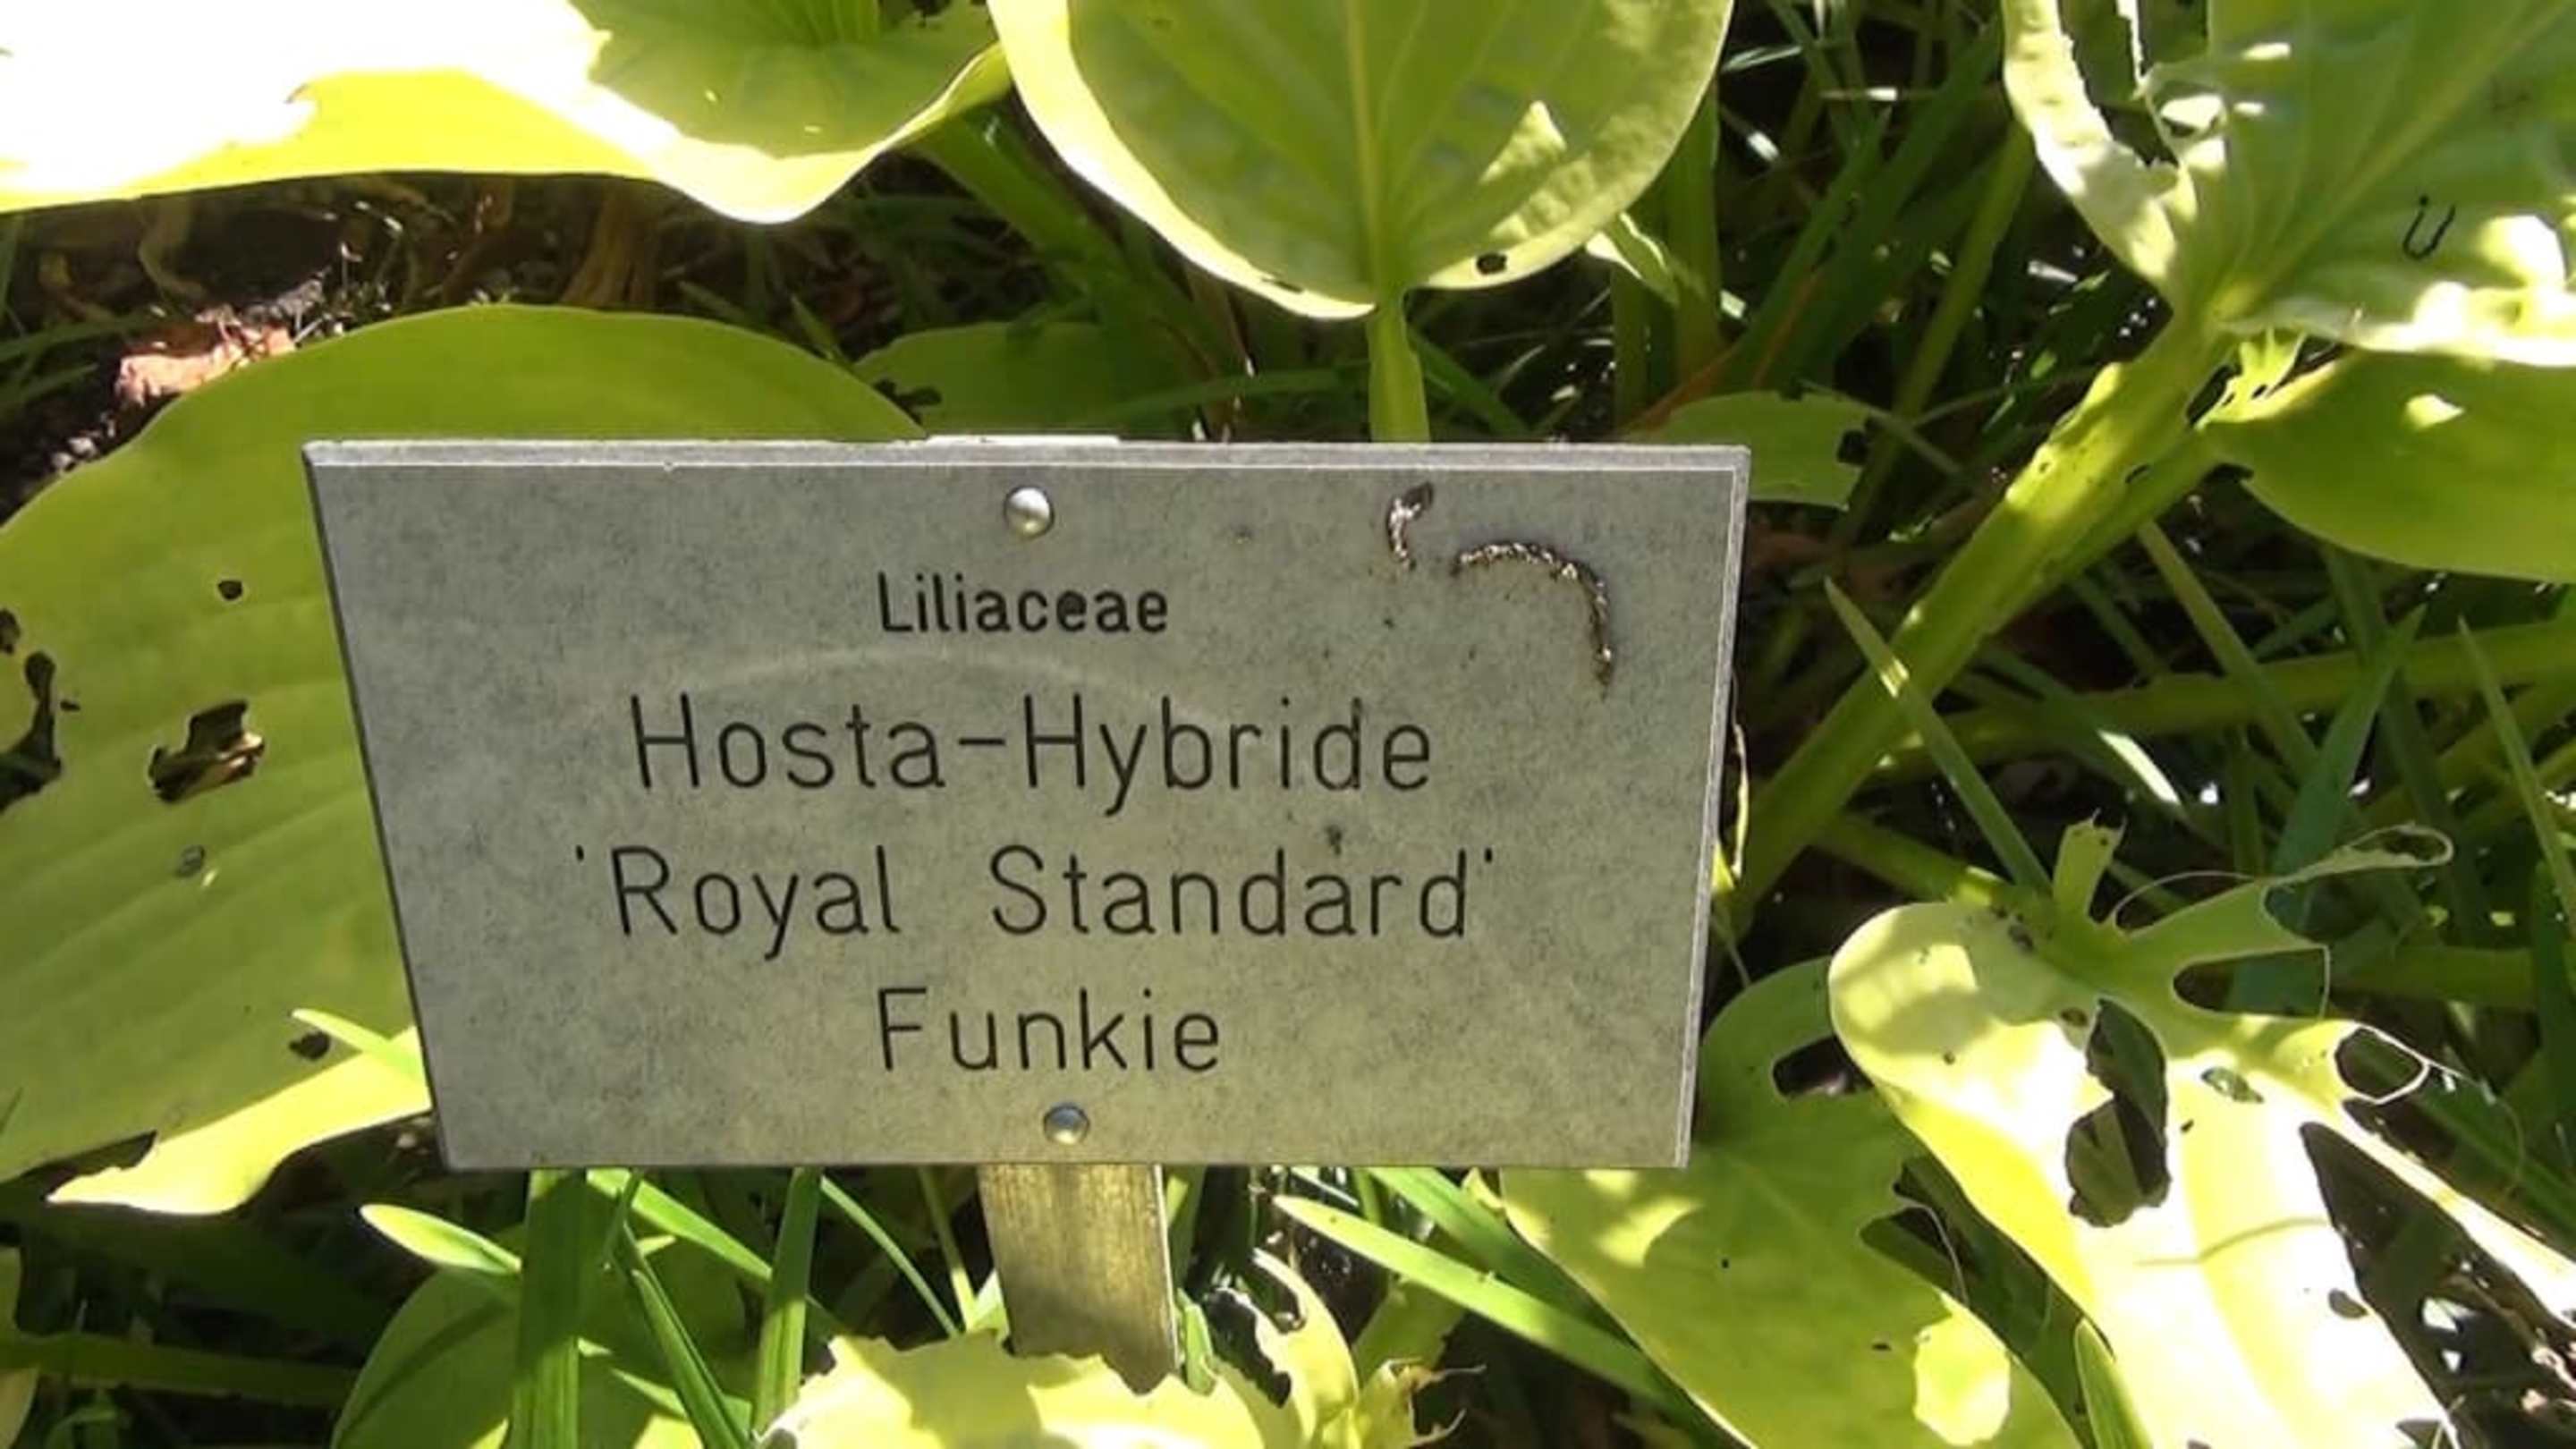 Liliaceae
Hosta-Hybride
'Royal Standard'
Funkie